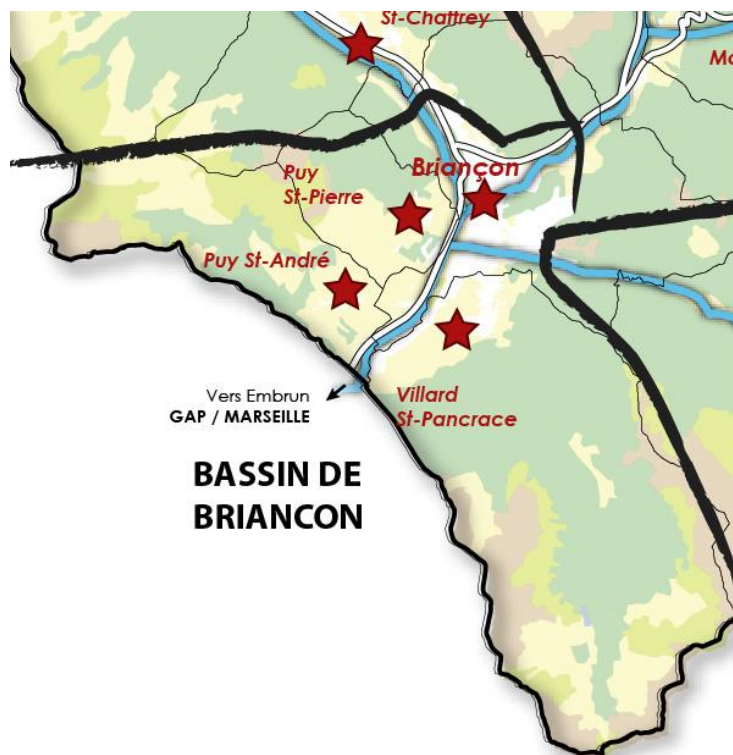 St-Chaffrey
Briançon
Puy
St-Pierre
Puy St-André
Vers Embrun
GAP / MARSEILLE
Villard
St-Pancrace
BASSIN DE
BRIANCON